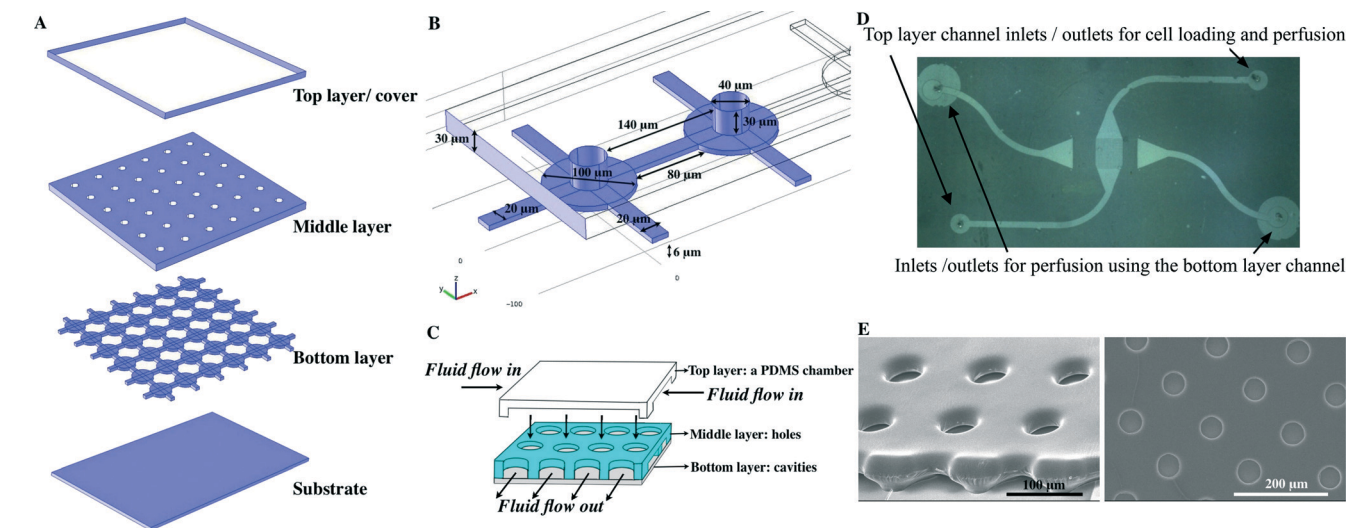 A
Top layer/ cover
Middle layer
Bottom layer
Substrate
B
40 µm
30 µm
140 µm
30 µm
100 µm
80 µm
20 µm
20 µm
6 µm
0
0
-100
y
z
x
C
Fluid flow in
Top layer: a PDMS chamber
Fluid flow in
Middle layer: holes
Bottom layer: cavities
Fluid flow out
D
Top layer channel inlets / outlets for cell loading and perfusion
Inlets /outlets for perfusion using the bottom layer channel
E
100 µm
200 µm